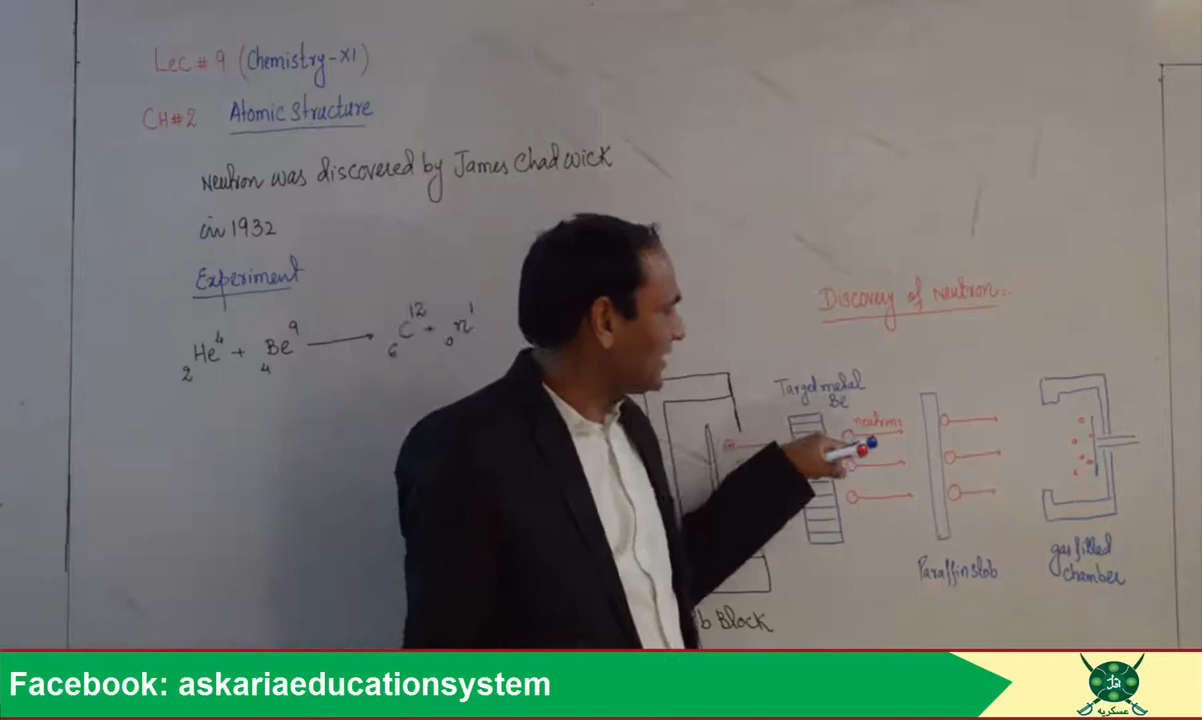 Lec # 9 (Chemistry-XI)
CH#2 Atomic structure
Neutron was discovered by James Chadwick
in 1932
Experiment
₂He⁴ + ₄Be⁹ ⟶ ₆C¹² + ₀n¹
Discovery of Neutron:-
Target metal
Be
neutrons
Paraffin slab
gas filled
chamber
b Block
Facebook: askariaeducationsystem
عسکریہ